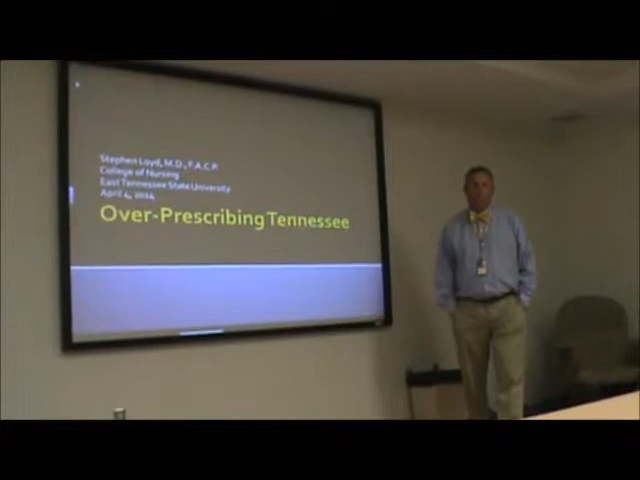 Stephen Loyd, M.D., F.A.C.P.
College of Nursing
East Tennessee State University
April 4, 2014
Over-Prescribing Tennessee